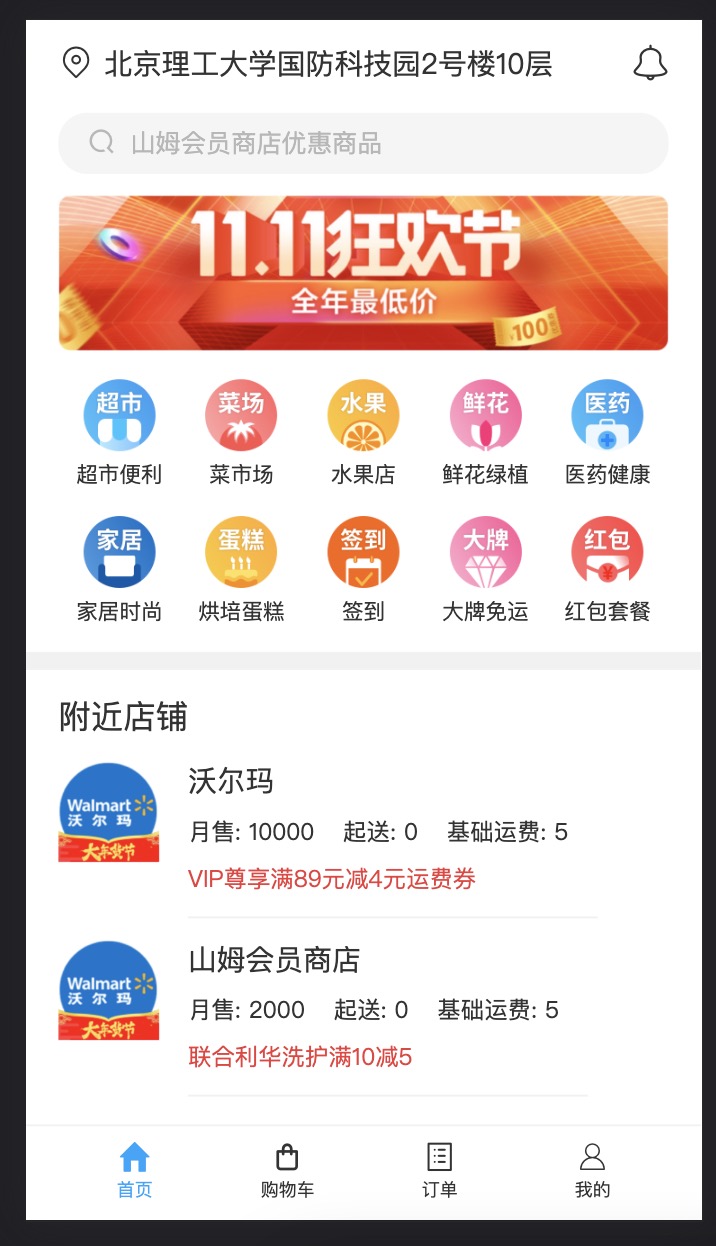 北京理工大学国防科技园2号楼10层
山姆会员商店优惠商品
11.11狂欢节
全年最低价
¥100
超市 菜场 水果 鲜花 医药
超市便利 菜市场 水果店 鲜花绿植 医药健康
家居 蛋糕 签到 大牌 红包
¥
家居时尚 烘培蛋糕 签到 大牌免运 红包套餐
附近店铺
Walmart
沃尔玛
大年货节
沃尔玛
月售: 10000 起送: 0 基础运费: 5
VIP尊享满89元减4元运费券
Walmart
沃尔玛
大年货节
山姆会员商店
月售: 2000 起送: 0 基础运费: 5
联合利华洗护满10减5
首页 购物车 订单 我的